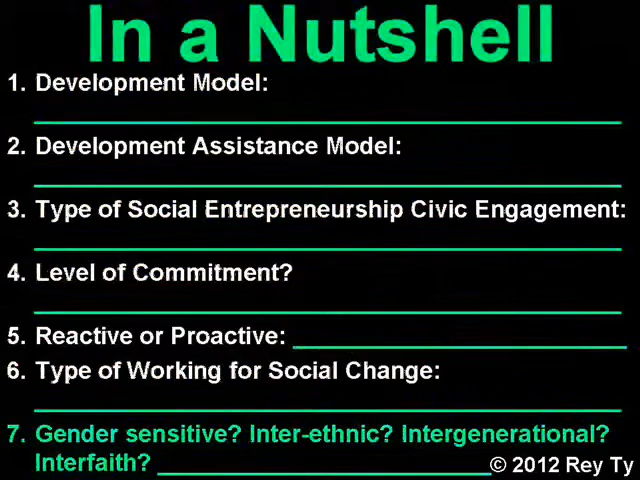 In a Nutshell
1. Development Model:
2. Development Assistance Model:
3. Type of Social Entrepreneurship Civic Engagement:
4. Level of Commitment?
5. Reactive or Proactive:
6. Type of Working for Social Change:
7. Gender sensitive? Inter-ethnic? Intergenerational?
Interfaith? © 2012 Rey Ty